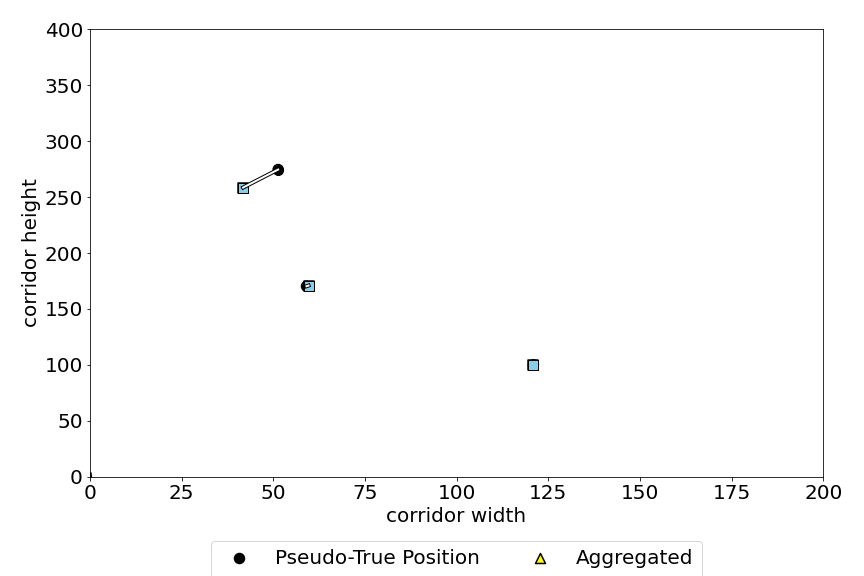 400
350
300
250
200
150
100
50
0
corridor height
0 25 50 75 100 125 150 175 200
corridor width
Pseudo-True Position Aggregated